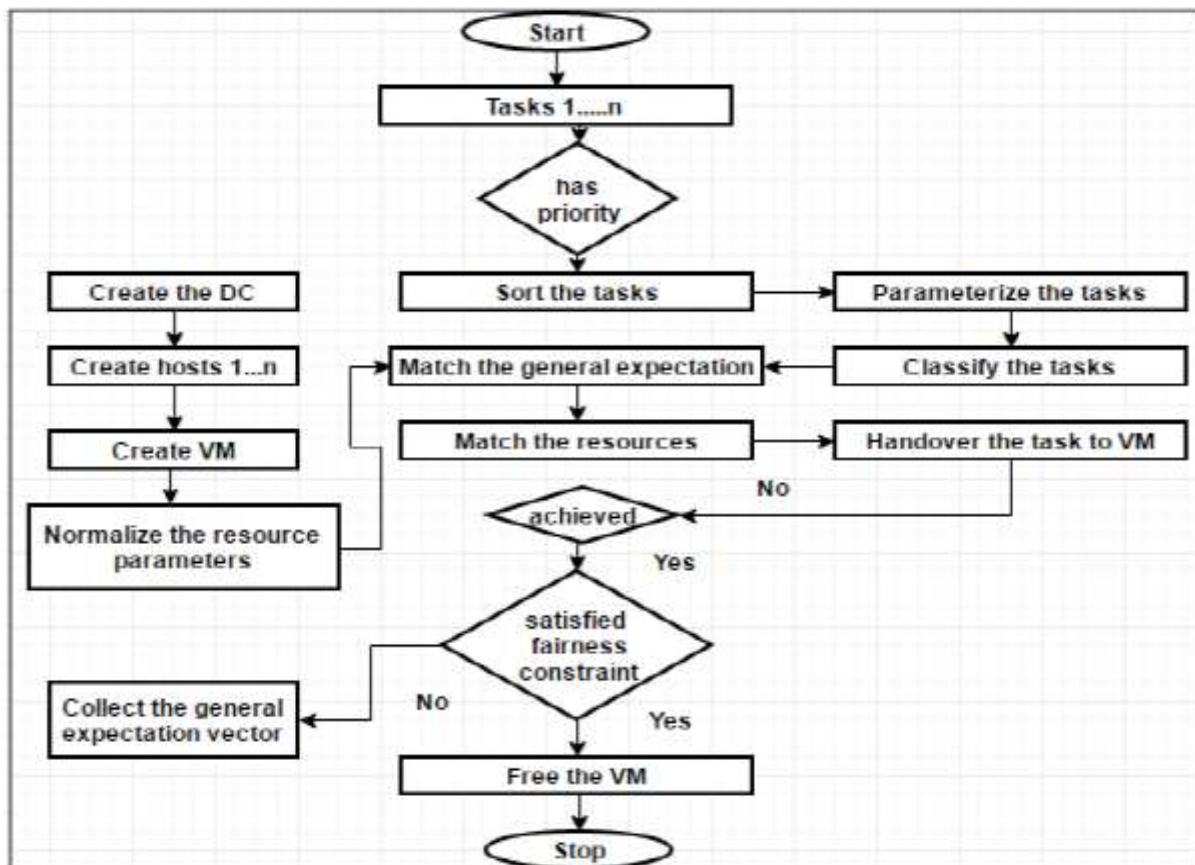 Start
Tasks 1.....n
has
priority
Create the DC
Sort the tasks
Parameterize the tasks
Create hosts 1...n
Match the general expectation
Classify the tasks
Create VM
Match the resources
Handover the task to VM
No
Normalize the resource
parameters
achieved
Yes
satisfied
fairness
constraint
No
Collect the general
expectation vector
Yes
Free the VM
Stop